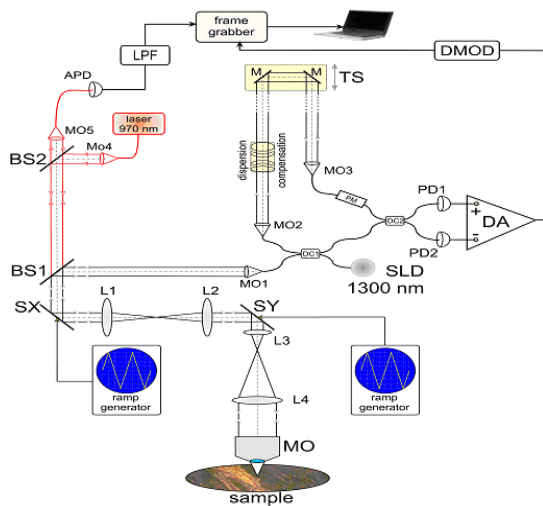 frame
grabber
LPF
DMOD
APD
M
M
TS
laser
970 nm
MO5
Mo4
BS2
dispersion
compensation
MO3
PM
PD1
DC2
DA
+
-
PD2
MO2
DC1
BS1
MO1
SLD
1300 nm
SX
L1
L2
SY
L3
ramp
generator
ramp
generator
L4
MO
sample